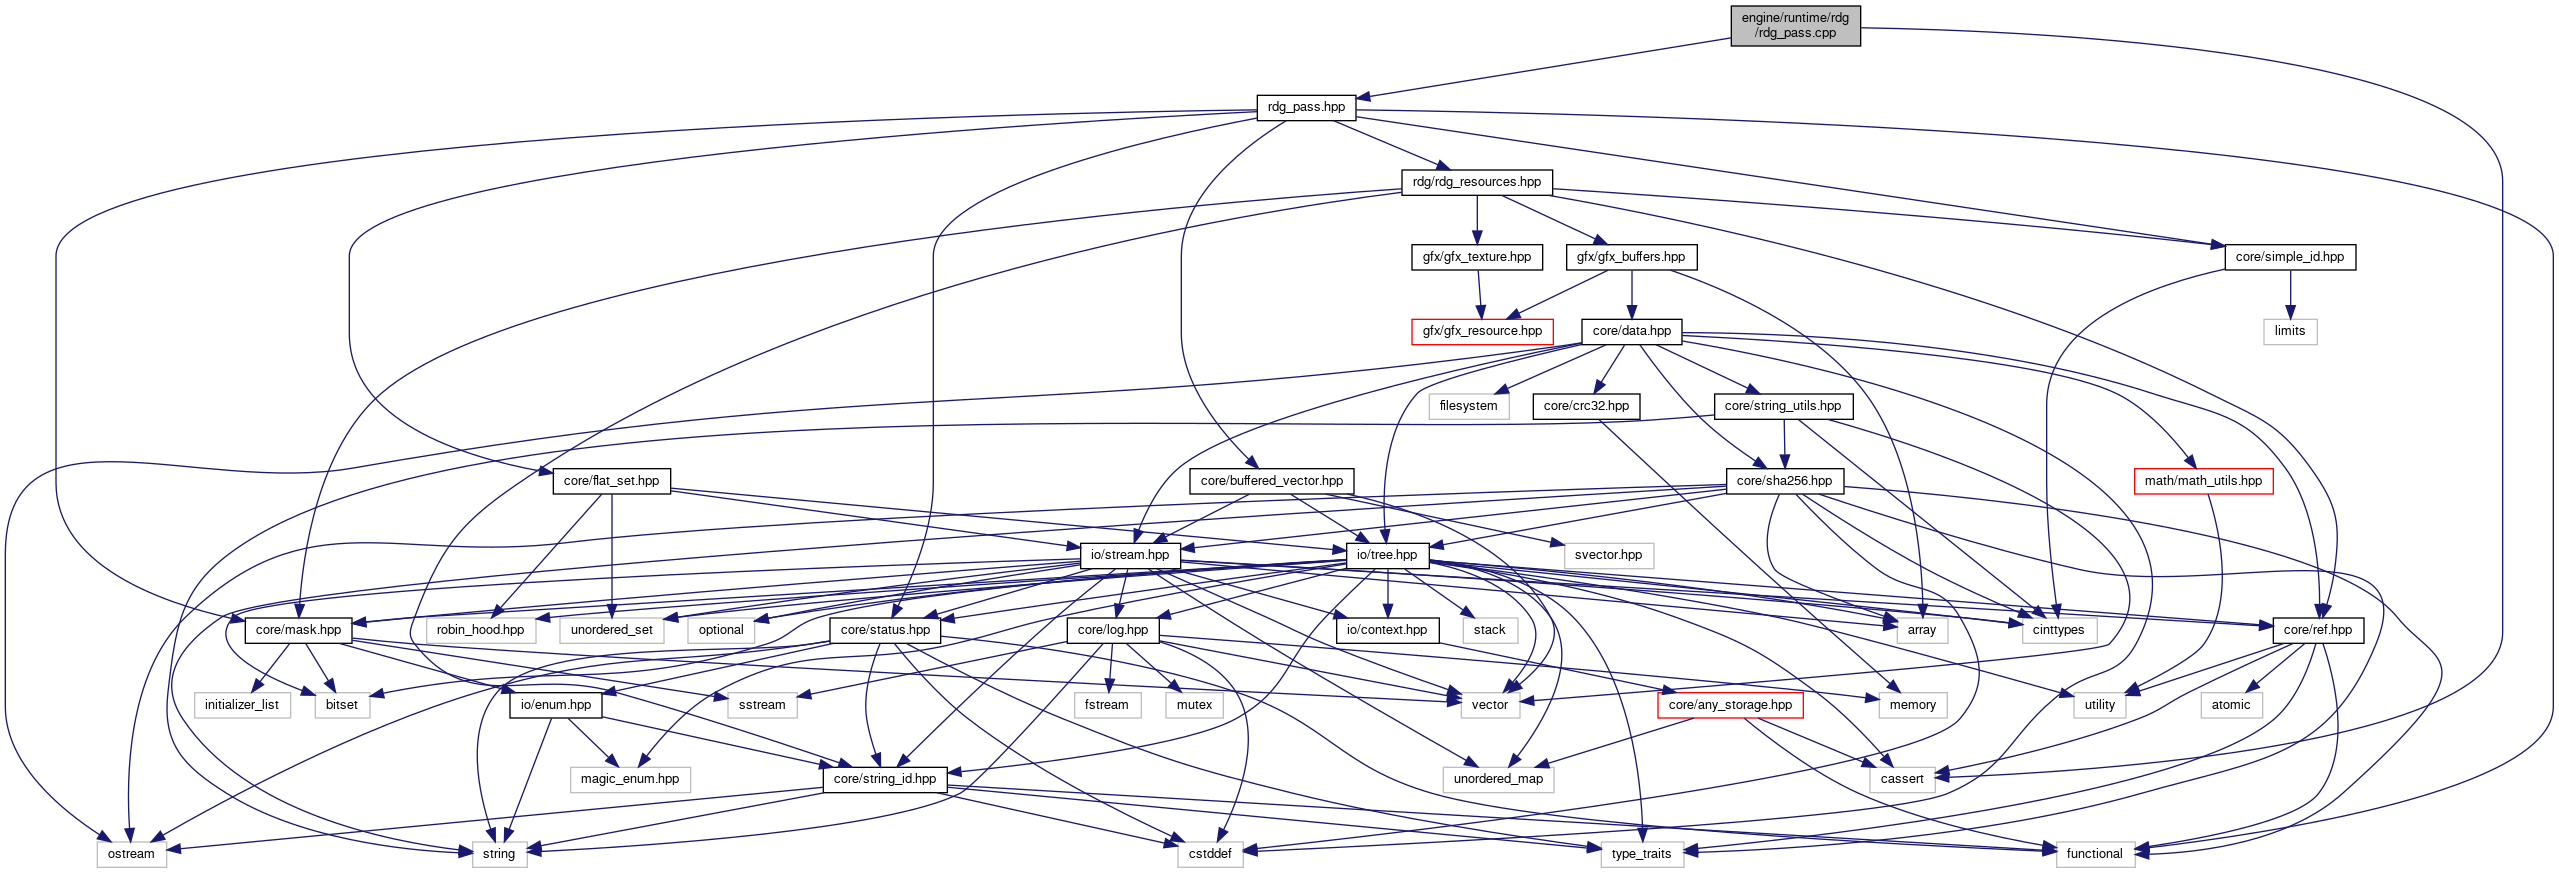 engine/runtime/rdg
/rdg_pass.cpp
rdg_pass.hpp
rdg/rdg_resources.hpp
gfx/gfx_texture.hpp
gfx/gfx_buffers.hpp
core/simple_id.hpp
gfx/gfx_resource.hpp
core/data.hpp
limits
filesystem
core/crc32.hpp
core/string_utils.hpp
core/flat_set.hpp
core/buffered_vector.hpp
core/sha256.hpp
math/math_utils.hpp
io/stream.hpp
io/tree.hpp
svector.hpp
core/mask.hpp
robin_hood.hpp
unordered_set
optional
core/status.hpp
core/log.hpp
io/context.hpp
stack
array
cinttypes
core/ref.hpp
initializer_list
bitset
io/enum.hpp
sstream
fstream
mutex
vector
core/any_storage.hpp
memory
utility
atomic
magic_enum.hpp
core/string_id.hpp
unordered_map
cassert
ostream
string
cstddef
type_traits
functional